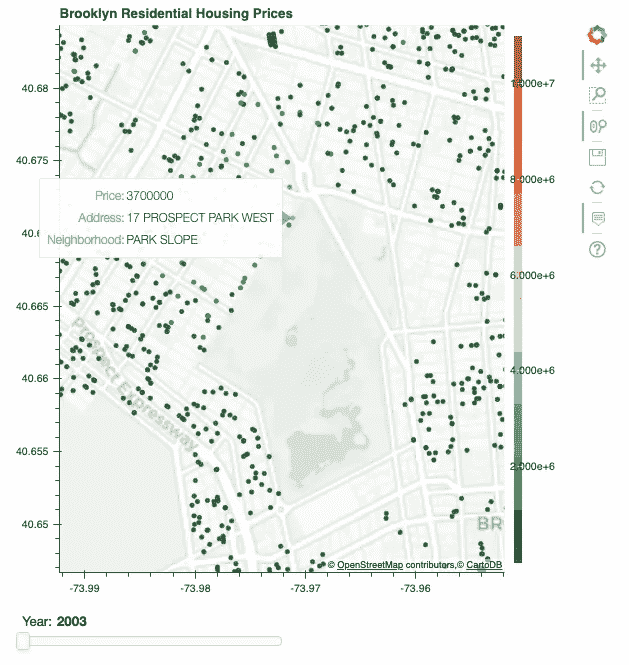 Brooklyn Residential Housing Prices
40.68
40.675
40.6
40.665
40.66
40.655
40.65
Price: 3700000
Address: 17 PROSPECT PARK WEST
Neighborhood: PARK SLOPE
Prospect Expressway
BR
1.000e+7
8.000e+6
6.000e+6
4.000e+6
2.000e+6
© OpenStreetMap contributors,© CartoDB
-73.99
-73.98
-73.97
-73.96
Year: 2003